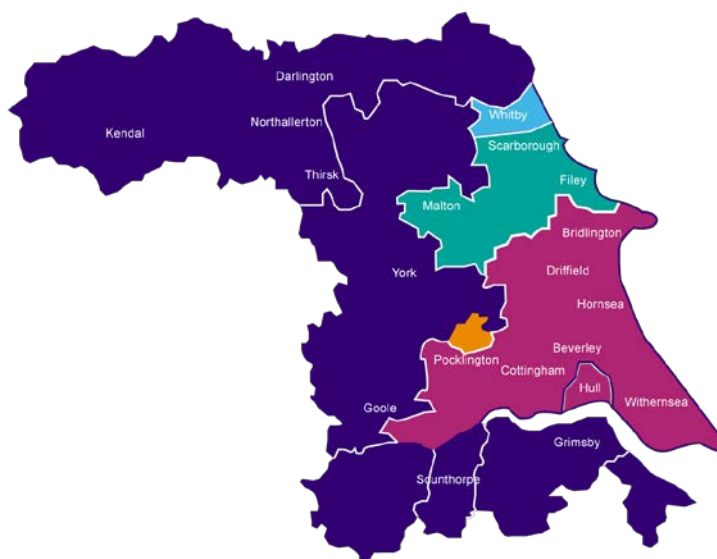 Darlington
Whitby
Northallerton
Kendal
Scarborough
Thirsk
Filey
Malton
Bridlington
York
Driffield
Hornsea
Beverley
Pocklington
Cottingham
Hull
Withernsea
Goole
Grimsby
Scunthorpe